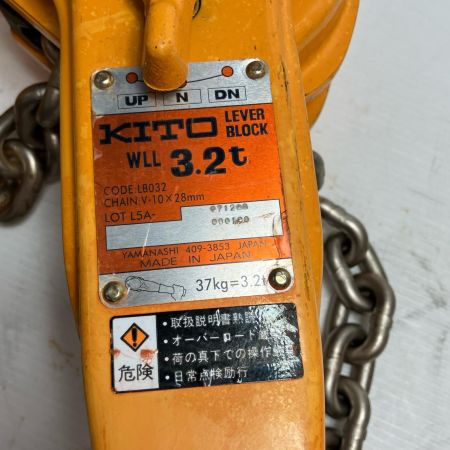 UP N DN
KITO LEVER BLOCK
WLL 3.2t
CODE LB032
CHAIN:V-10×28mm
LOT L5A-
YAMANASHI 409-3853 JAPAN
MADE IN JAPAN
37kg=3.2t
危険
・取扱説明書熟
・オーバーロード
・荷の真下での操作
・日常点検励行